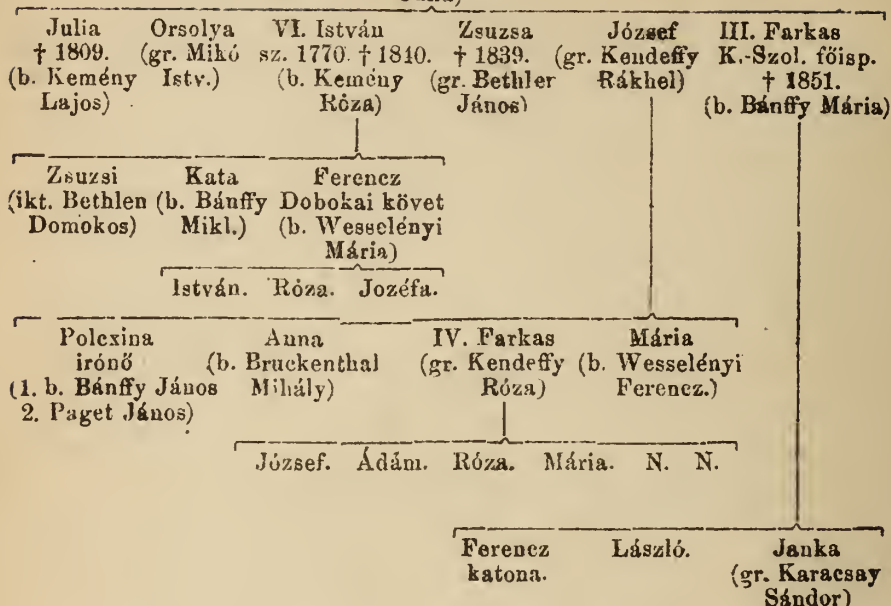 Julia Orsolya VI. István Zsuzsa József III. Farkas
† 1809. (gr. Mikó sz. 1770. † 1810. † 1839. (gr. Kendeffy K.-Szol. főisp.
(b. Kemény Istv.) (b. Kemény (gr. Bethler Rákhel) † 1851.
Lajos) Róza) János) (b. Bánffy Mária)
Zsuzsi Kata Ferencz
(ikt. Bethlen (b. Bánffy Dobokai követ
Domokos) Mikl.) (b. Wesselényi
Mária)
István. Róza. Jozéfa.
Polexina Anna IV. Farkas Mária
irónő (b. Bruckenthal (gr. Kendeffy (b. Wesselényi
(1. b. Bánffy János Mihály) Róza) Ferencz.)
2. Paget János)
József. Ádám. Róza. Mária. N. N.
Ferencz László. Janka
katona. (gr. Karacsay
Sándor)